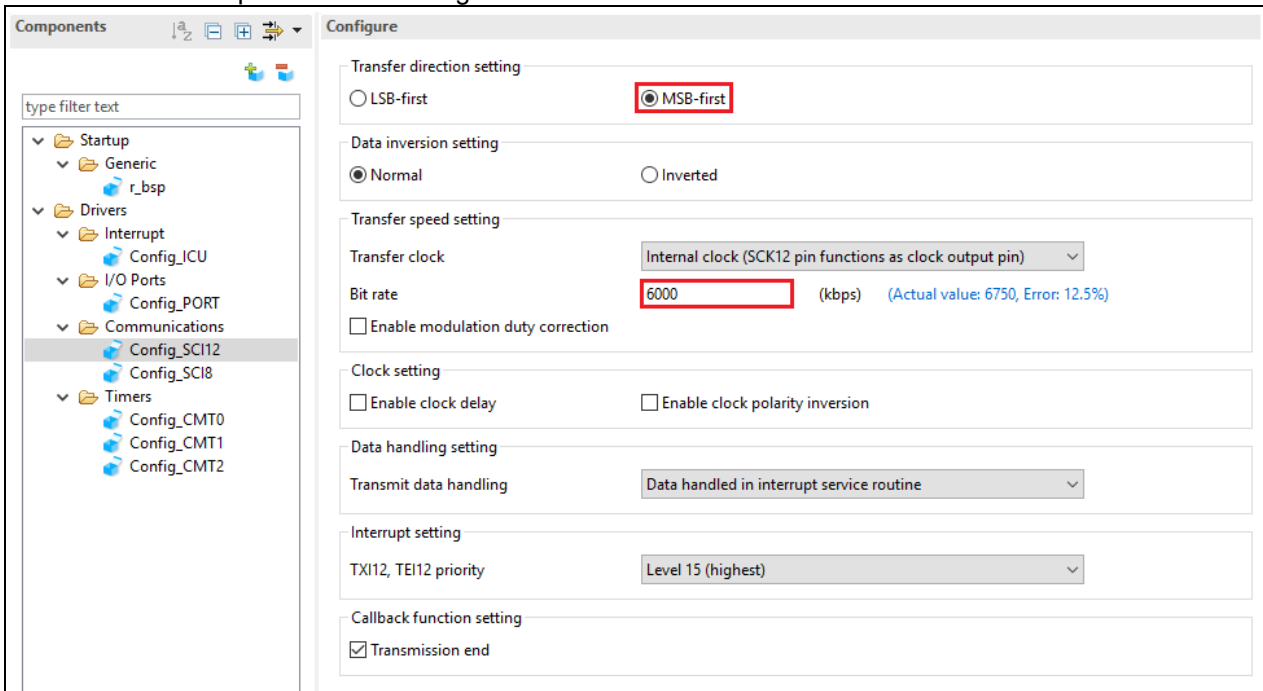 Components
Configure
type filter text
Startup
Generic
r_bsp
Drivers
Interrupt
Config_ICU
I/O Ports
Config_PORT
Communications
Config_SCI12
Config_SCI8
Timers
Config_CMT0
Config_CMT1
Config_CMT2
Transfer direction setting
LSB-first MSB-first
Data inversion setting
Normal Inverted
Transfer speed setting
Transfer clock Internal clock (SCK12 pin functions as clock output pin)
Bit rate 6000 (kbps) (Actual value: 6750, Error: 12.5%)
Enable modulation duty correction
Clock setting
Enable clock delay Enable clock polarity inversion
Data handling setting
Transmit data handling Data handled in interrupt service routine
Interrupt setting
TXI12, TEI12 priority Level 15 (highest)
Callback function setting
Transmission end